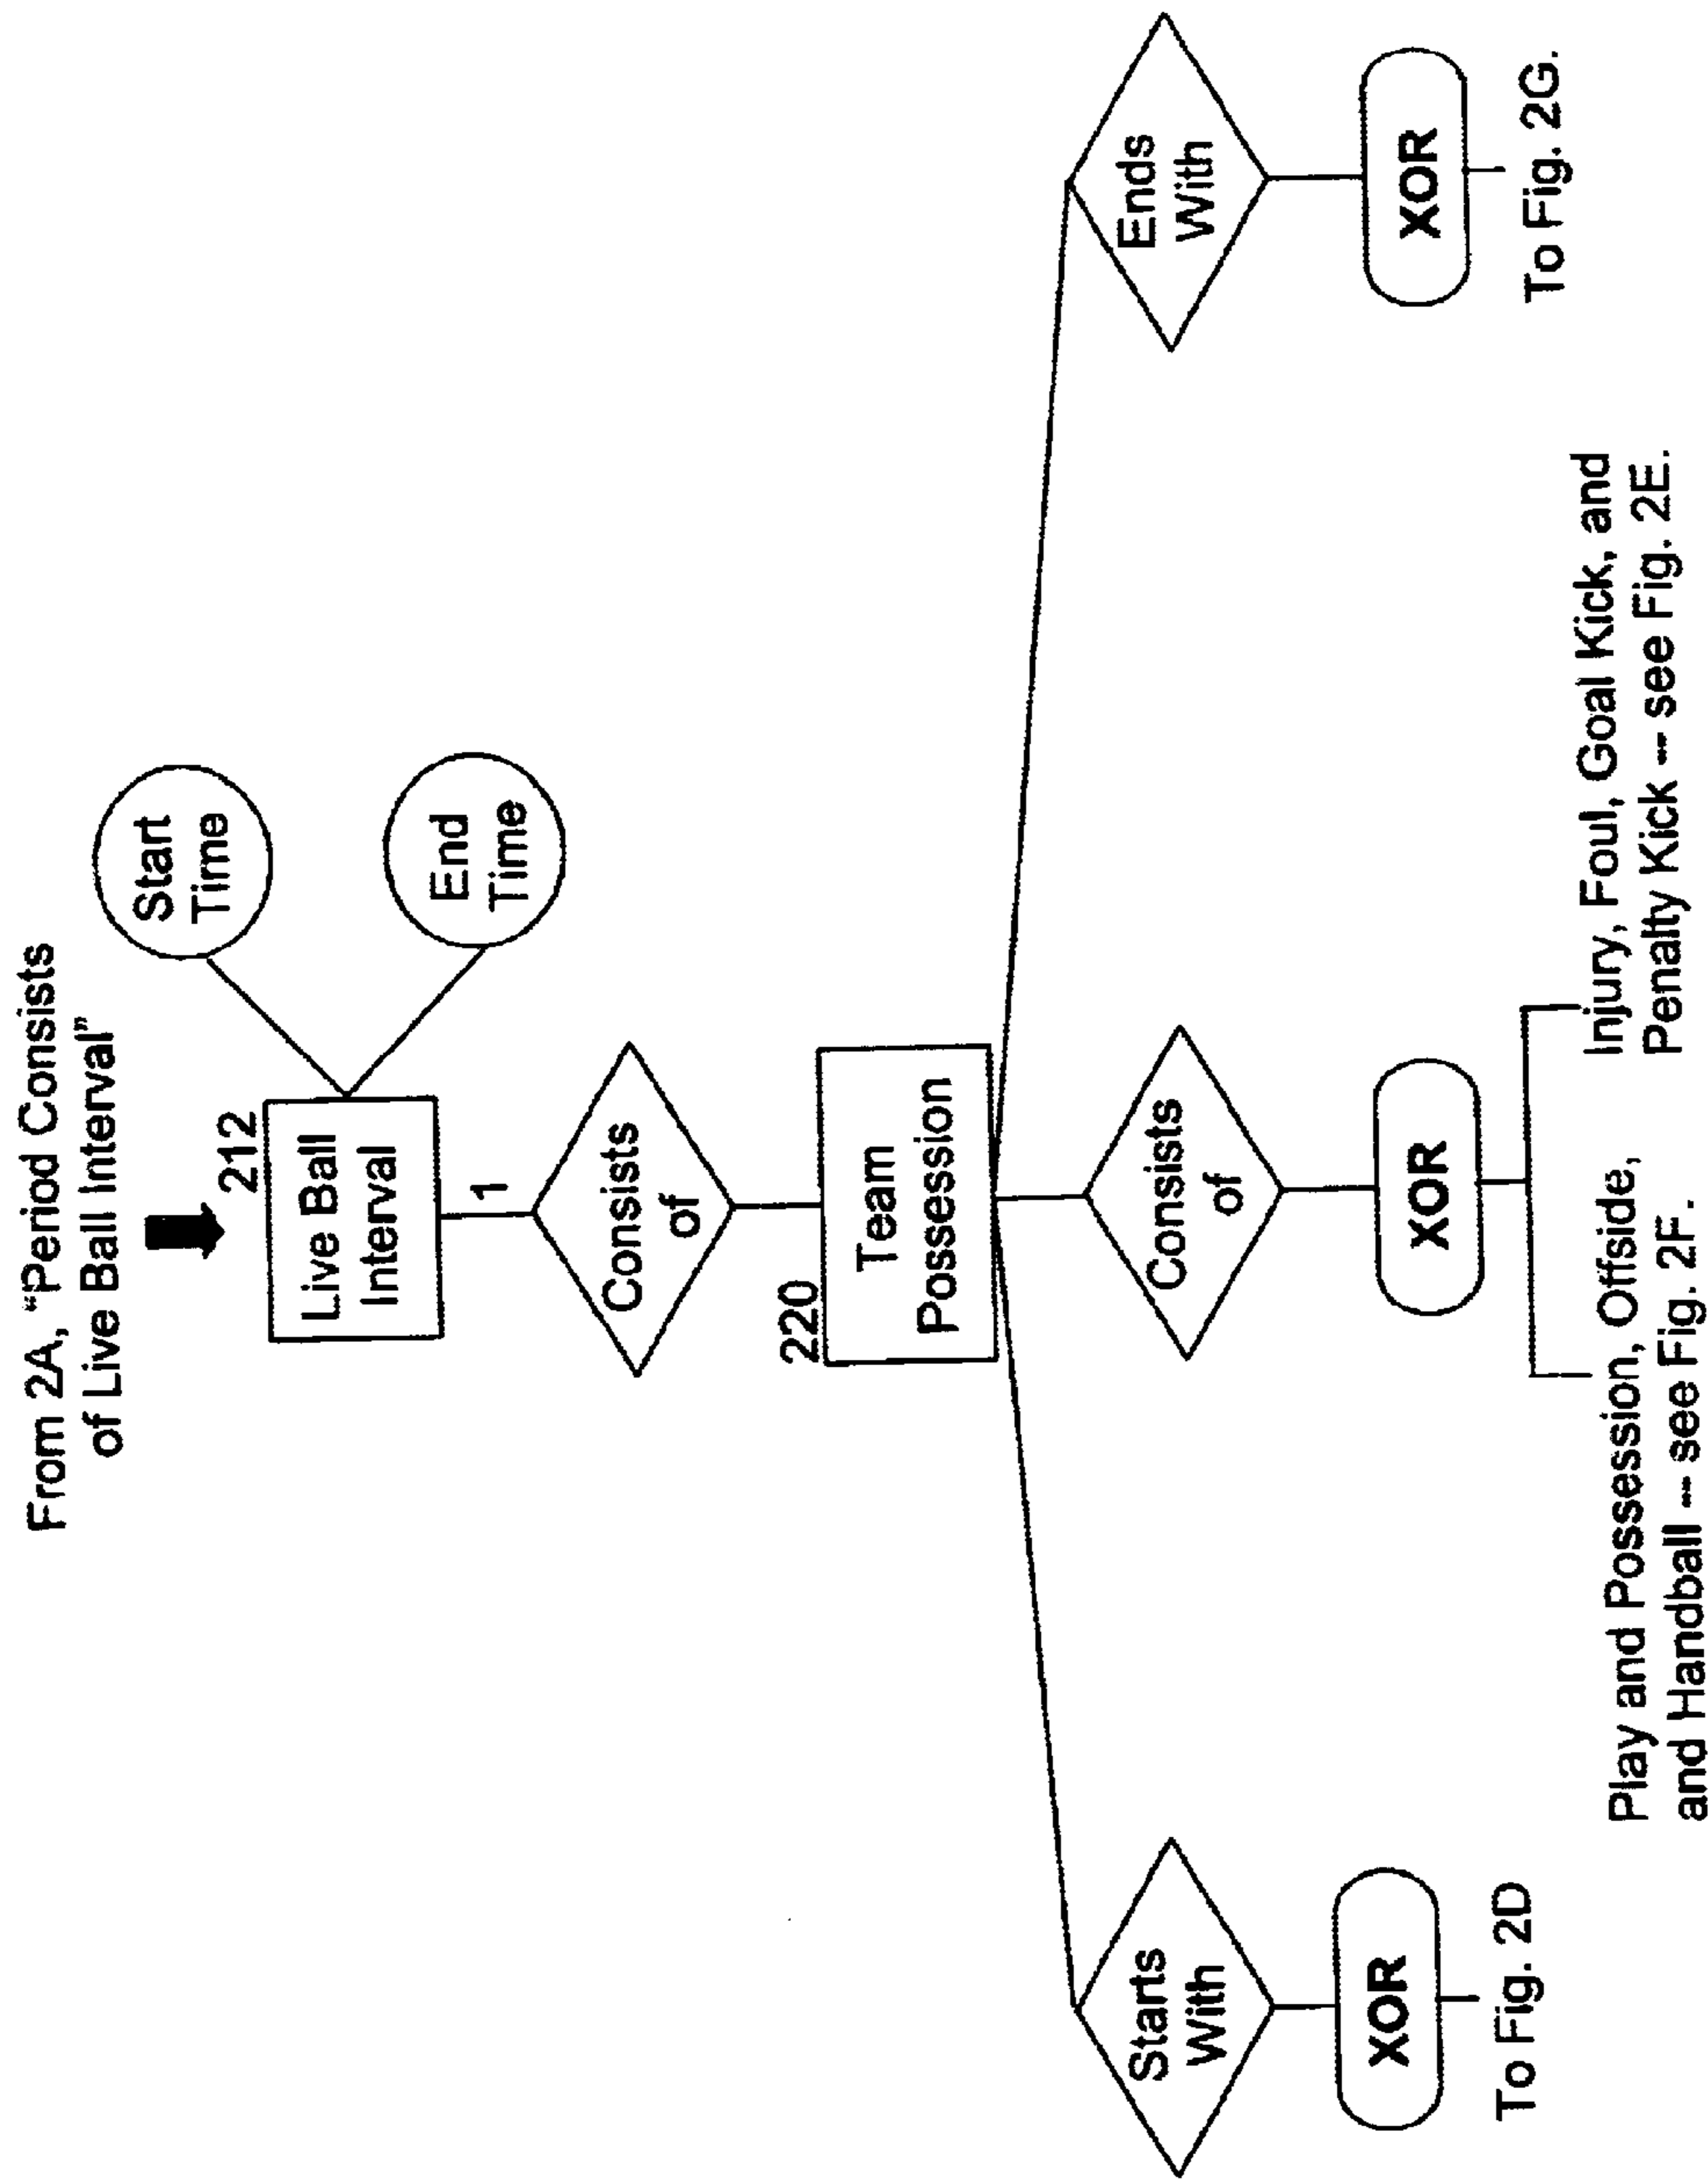 From 2A, “Period Consists
of Live Ball Interval”
212
Live Ball
Interval
Start
Time
End
Time
1
Consists
of
220
Team
Possession
Starts
With
XOR
To Fig. 2D
Consists
of
XOR
Play and Possession, Offside,
and Handball -- see Fig. 2F.
Injury, Foul, Goal Kick, and
Penalty Kick -- see Fig. 2E.
Ends
With
XOR
To Fig. 2G.